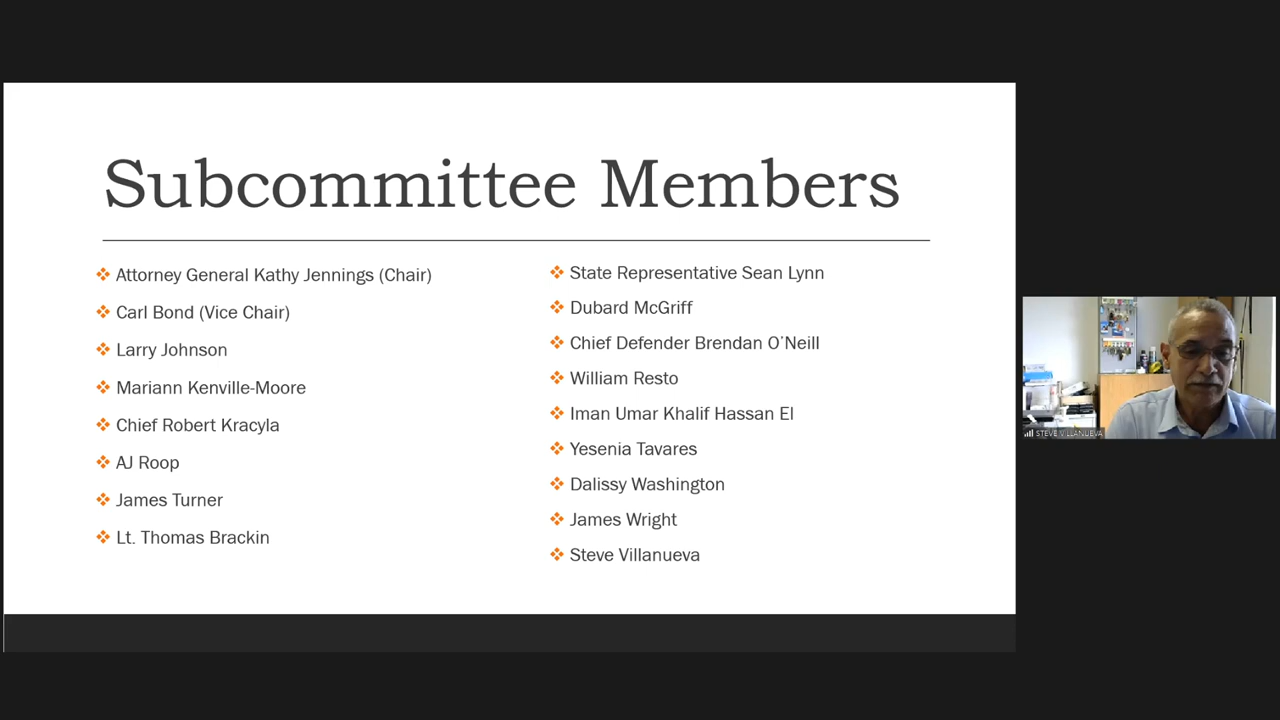 Subcommittee Members
Attorney General Kathy Jennings (Chair)
Carl Bond (Vice Chair)
Larry Johnson
Mariann Kenville-Moore
Chief Robert Kracyla
AJ Roop
James Turner
Lt. Thomas Brackin
State Representative Sean Lynn
Dubard McGriff
Chief Defender Brendan O’Neill
William Resto
Iman Umar Khalif Hassan El
Yesenia Tavares
Dalissy Washington
James Wright
Steve Villanueva
STEVE VILLANUEVA